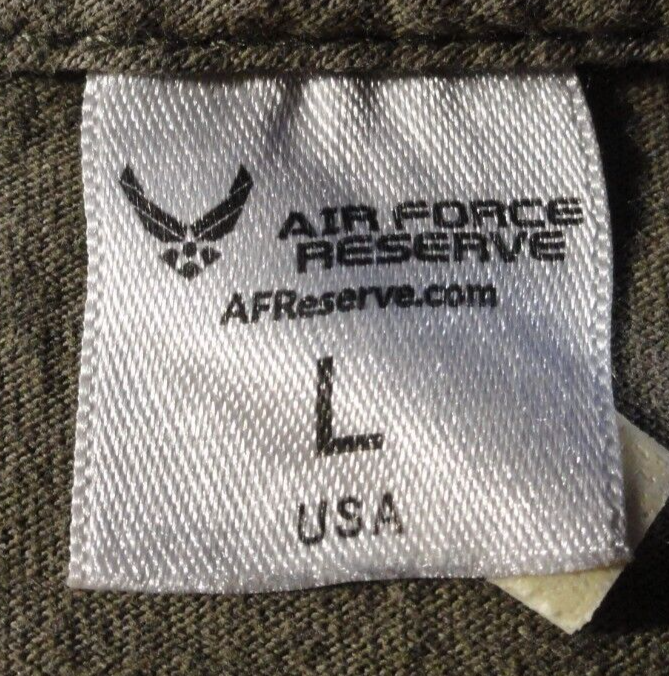 AIR FORCE
RESERVE
AFReserve.com
L
USA